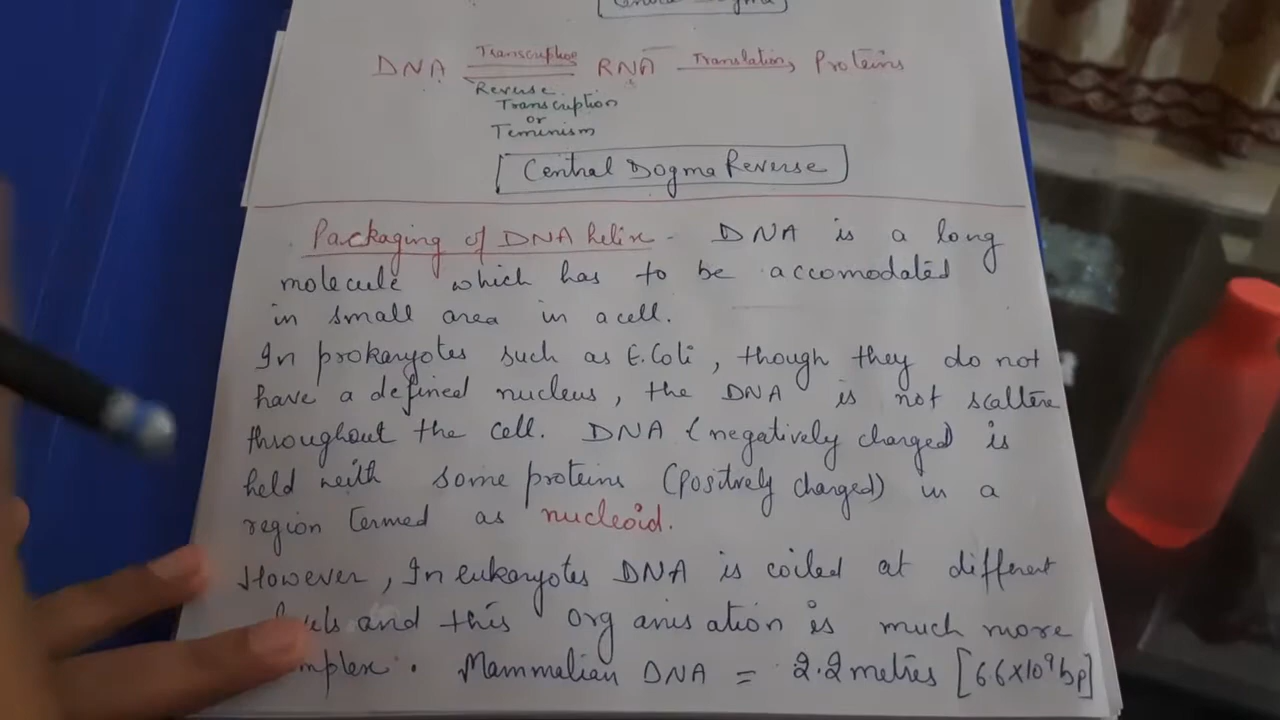 Central Dogma
DNA Transcription RNA Translation Proteins
Reverse
Transcription
or
Teminism
Central Dogma Reverse
Packaging of DNA helix - DNA is a long
molecule which has to be accomodated
in small area in a cell.
In prokaryotes such as E.Coli, though they do not
have a defined nucleus, the DNA is not scattere
throughout the cell. DNA (negatively charged) is
held with some proteins (Positively charged) in a
region termed as nucleoid.
However, In eukaryotes DNA is coiled at different
and this organisation is much more
Mammalian DNA = 2.2 metres [6.6x10⁹bp]